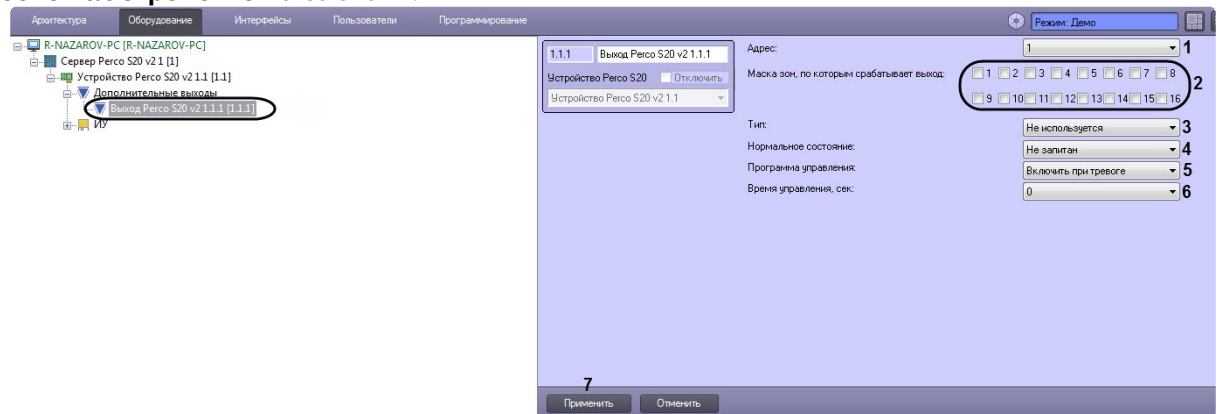 Архитектура Оборудование Интерфейсы Пользователи Программирование Режим: Демо
R-NAZAROV-PC [R-NAZAROV-PC]
Сервер Perco S20 v2 1 [1]
Устройство Perco S20 v2 1.1 [1.1]
Дополнительные выходы
Выход Perco S20 v2 1.1.1 [1.1.1]
ИУ
1.1.1 Выход Perco S20 v2 1.1.1
Устройство Perco S20 Отключить
Устройство Perco S20 v2 1.1
Адрес: 1 1
Маска зон, по которым срабатывает выход: 1 2 3 4 5 6 7 8 2
9 10 11 12 13 14 15 16
Тип: Не используется 3
Нормальное состояние: Не запитан 4
Программа управления: Включить при тревоге 5
Время управления, сек: 0 6
7
Применить Отменить